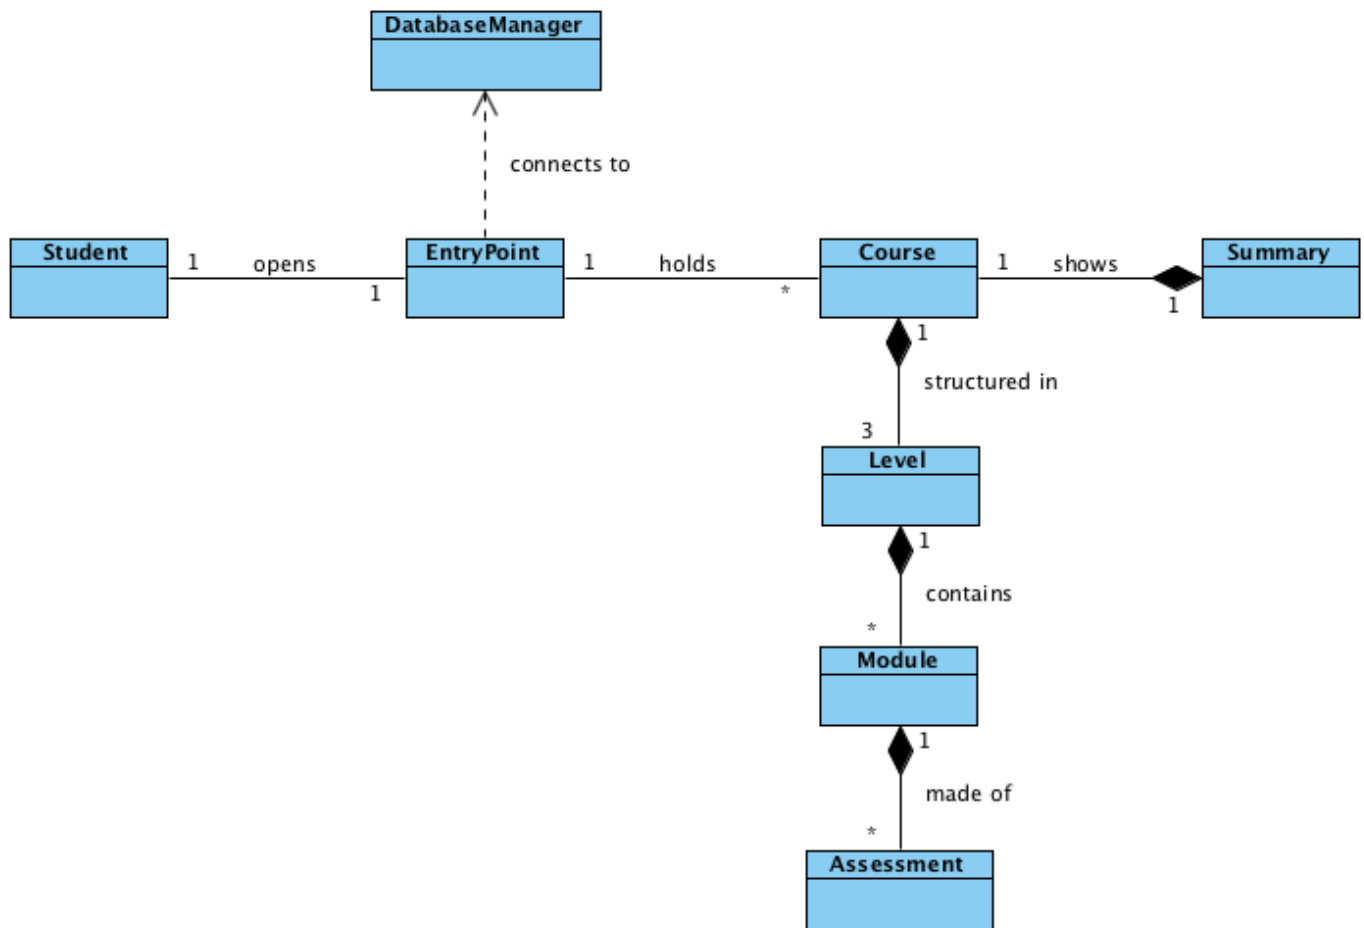 DatabaseManager
connects to
Student
1
opens
1
EntryPoint
1
holds
*
Course
1
shows
1
Summary
1
structured in
3
Level
1
contains
*
Module
1
made of
*
Assessment